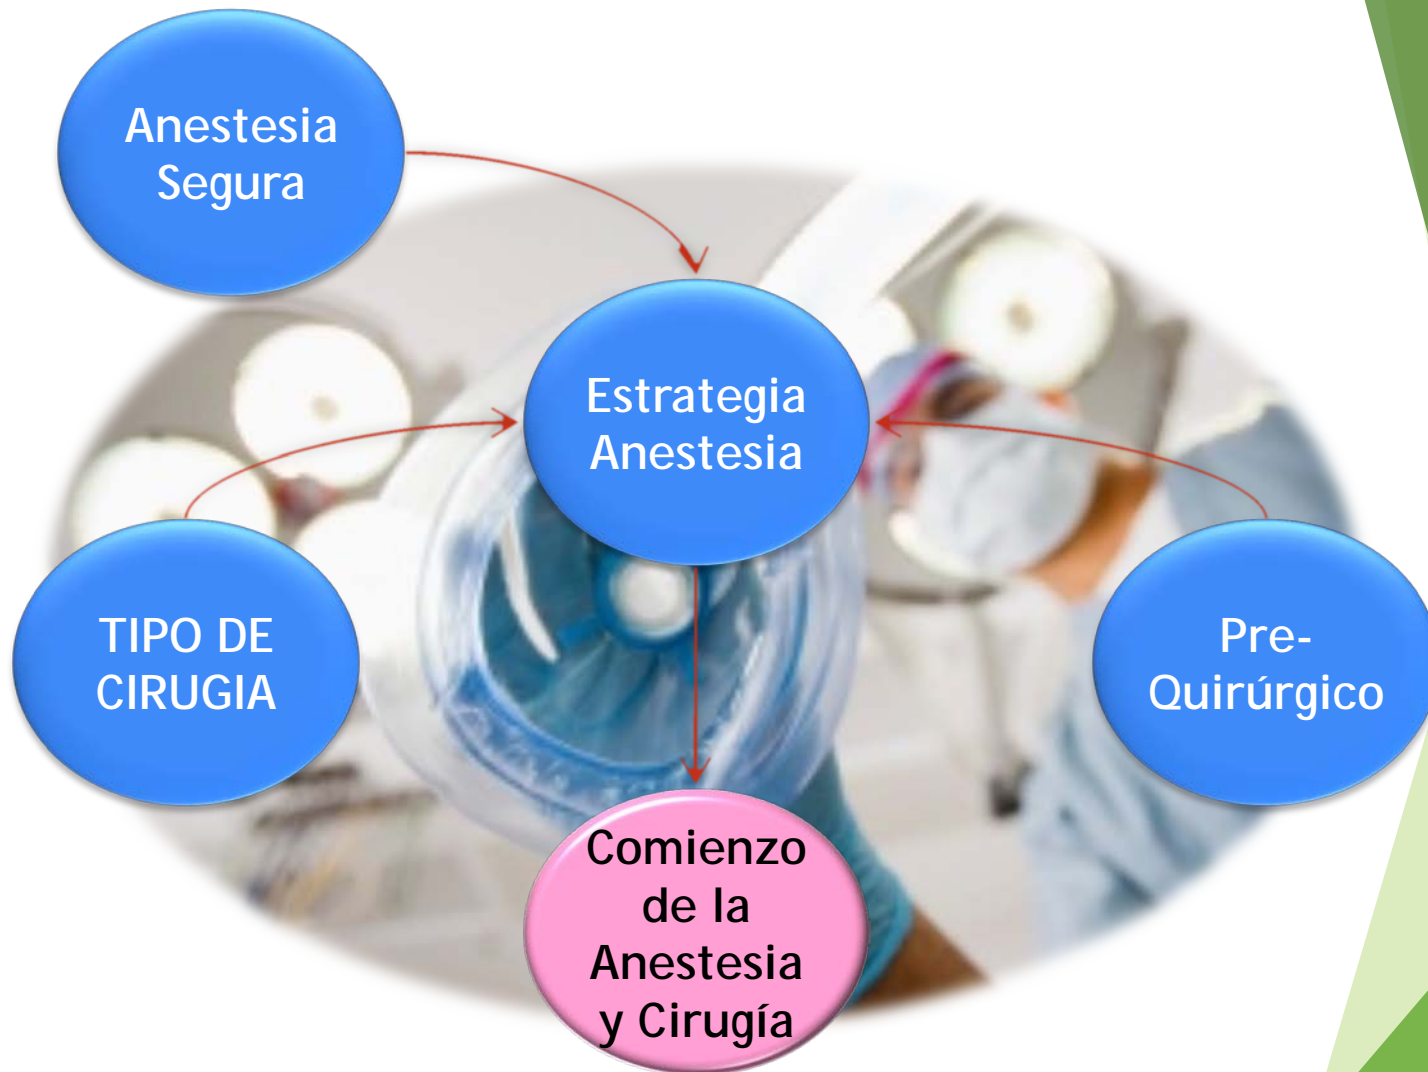 Anestesia
Segura
Estrategia
Anestesia
TIPO DE
CIRUGIA
Pre-
Quirúrgico
Comienzo
de la
Anestesia
y Cirugía